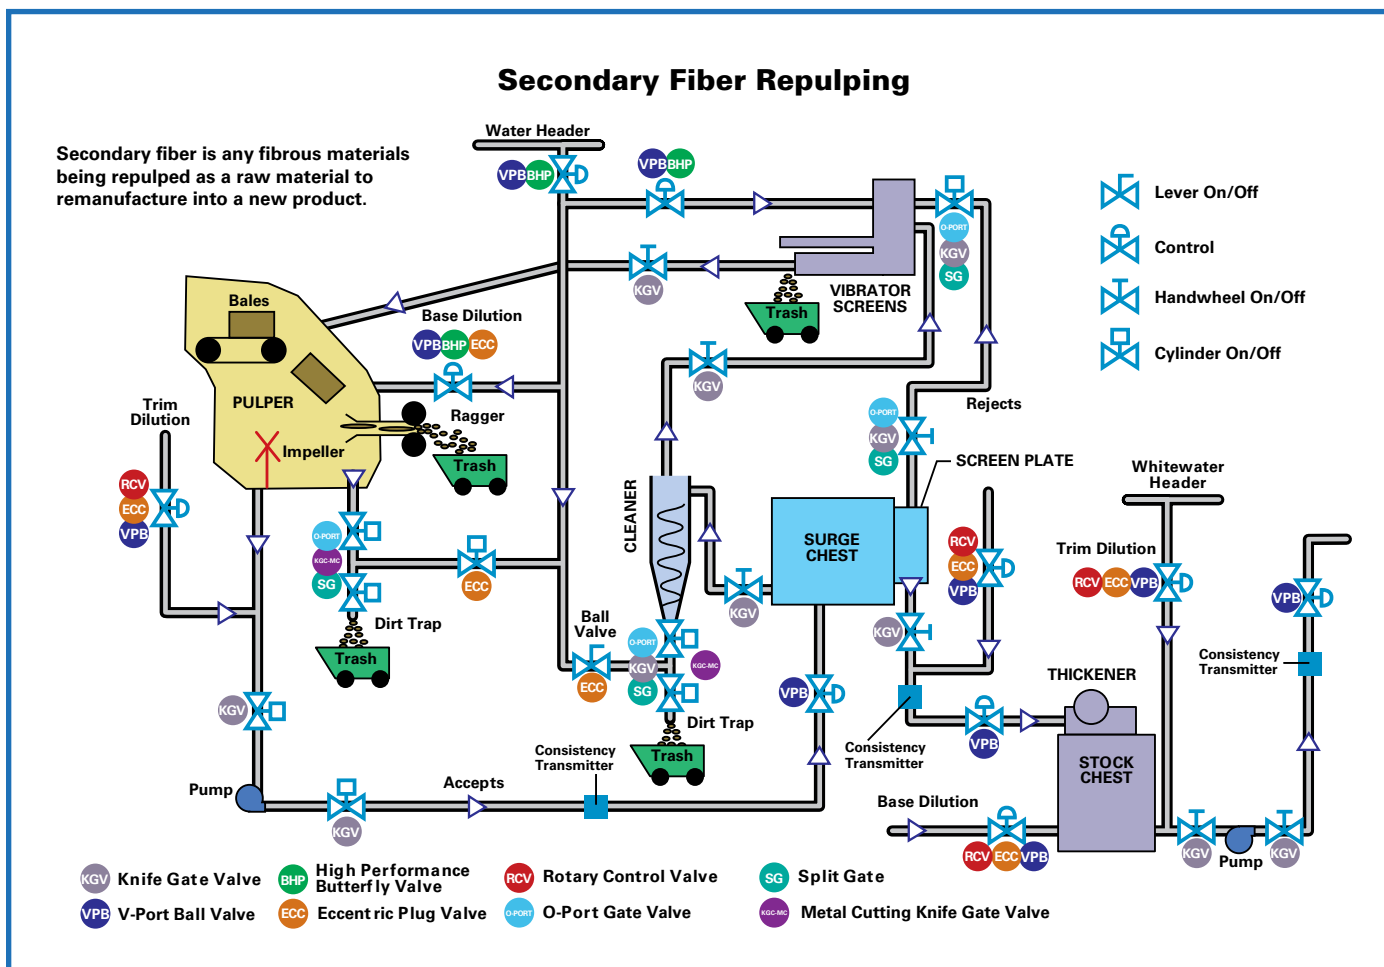 Secondary Fiber Repulping
Secondary fiber is any fibrous materials
being repulped as a raw material to
remanufacture into a new product.
Water Header
VPB BHP
VPB BHP
O-PORT
KGV
SG
Lever On/Off
Control
Handwheel On/Off
Cylinder On/Off
KGV
VIBRATOR
SCREENS
Trash
Bales
Base Dilution
VPB BHP ECC
KGV
Rejects
PULPER
Trim
Dilution
Ragger
Impeller
Trash
O-PORT
KGV
SG
SCREEN PLATE
Whitewater
Header
RCV
ECC
VPB
O-PORT
KGC-MC
SG
ECC
CLEANER
KGV
SURGE
CHEST
RCV
ECC
VPB
Trim Dilution
RCV ECC VPB
VPB
Dirt Trap
Trash
Ball
Valve
ECC
O-PORT
KGV
SG
KGC-MC
KGV
Consistency
Transmitter
KGV
VPB
Dirt Trap
Trash
Consistency
Transmitter
VPB
THICKENER
STOCK
CHEST
Pump
KGV
Accepts
Consistency
Transmitter
Base Dilution
RCV ECC VPB
KGV
Pump
KGV
KGV Knife Gate Valve
BHP High Performance
Butterfly Valve
RCV Rotary Control Valve
SG Split Gate
VPB V-Port Ball Valve
ECC Eccentric Plug Valve
O-PORT O-Port Gate Valve
KGC-MC Metal Cutting Knife Gate Valve